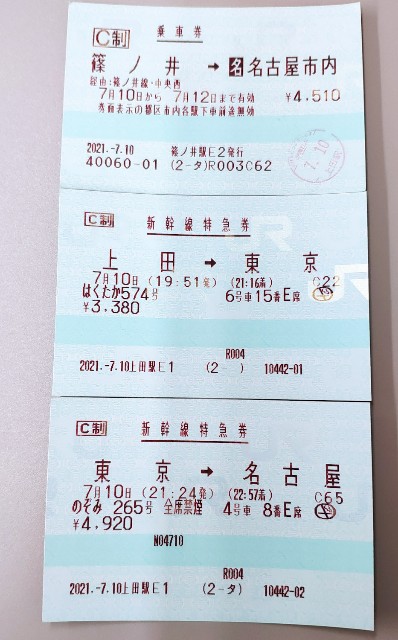 C制 乗車券
篠ノ井 → 名名古屋市内
経由:篠ノ井線・中央西
7月10日から 7月12日まで有効 ¥4,510
券面表示の都区市内各駅下車前途無効
2021.-7.10 篠ノ井駅E2発行
40060-01 (2-タ)R003C62
7.10
C制 新幹線特急券
上田 → 東京
7月10日 (19:51発) (21:16着) C22
はくたか574号 6号車15番E席
¥3,380
R004
2021.-7.10上田駅E1 (2- ) 10442-01
C制 新幹線特急券
東京 → 名古屋
7月10日 (21:24発) (22:57着) C65
のぞみ 265号 全席禁煙 4号車 8番E席
¥4,920
N04710
R004
2021.-7.10上田駅E1 (2-タ) 10442-02